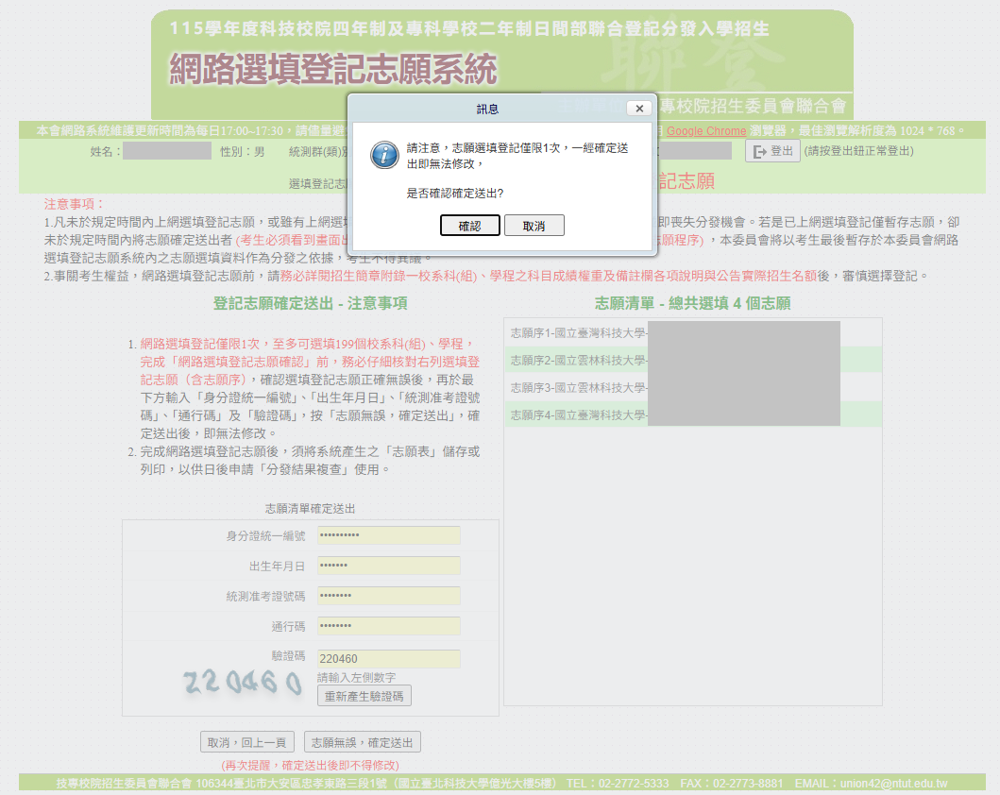 115學年度科技校院四年制及專科學校二年制日間部聯合登記分發入學招生
聯登
網路選填登記志願系統
專校院招生委員會聯合會
本會網路系統維護更新時間為每日17:00~17:30，請儘量避
Google Chrome 瀏覽器，最佳瀏覽解析度為 1024 * 768。
姓名： 性別：男 統測群(類)別
登出 (請按登出鈕正常登出)
選填登記志
記志願
訊息
請注意，志願選填登記僅限1次，一經確定送
出即無法修改，
是否確認確定送出?
確認 取消
注意事項：
1.凡未於規定時間內上網選填登記志願，或雖有上網選填 即喪失分發機會。若是已上網選填登記僅暫存志願，卻
未於規定時間內將志願確定送出者 (考生必須看到畫面出 志願程序) ，本委員會將以考生最後暫存於本委員會網路
選填登記志願系統內之志願選填資料作為分發之依據，考生不得異議。
2.事關考生權益，網路選填登記志願前，請務必詳閱招生簡章附錄一校系科(組)、學程之科目成績權重及備註欄各項說明與公告實際招生名額後，審慎選擇登記。
登記志願確定送出 - 注意事項
1. 網路選填登記僅限1次，至多可選填199個校系科(組)、學程，
完成「網路選填登記志願確認」前，務必仔細核對右列選填登
記志願（含志願序），確認選填登記志願正確無誤後，再於最
下方輸入「身分證統一編號」、「出生年月日」、「統測准考證號
碼」、「通行碼」及「驗證碼」，按「志願無誤，確定送出」，確
定送出後，即無法修改。
2. 完成網路選填登記志願後，須將系統產生之「志願表」儲存或
列印，以供日後申請「分發結果複查」使用。
志願清單 - 總共選填 4 個志願
志願序1-國立臺灣科技大學-
志願序2-國立雲林科技大學-
志願序3-國立雲林科技大學-
志願序4-國立臺灣科技大學-
志願清單確定送出
身分證統一編號 ••••••••••
出生年月日 •••••••
統測准考證號碼 ••••••••
通行碼 ••••••••
驗證碼 220460
220460 請輸入左側數字
重新產生驗證碼
取消，回上一頁 志願無誤，確定送出
(再次提醒，確定送出後即不得修改)
技專校院招生委員會聯合會 106344臺北市大安區忠孝東路三段1號（國立臺北科技大學億光大樓5樓） TEL：02-2772-5333 FAX：02-2773-8881 EMAIL：union42@ntut.edu.tw